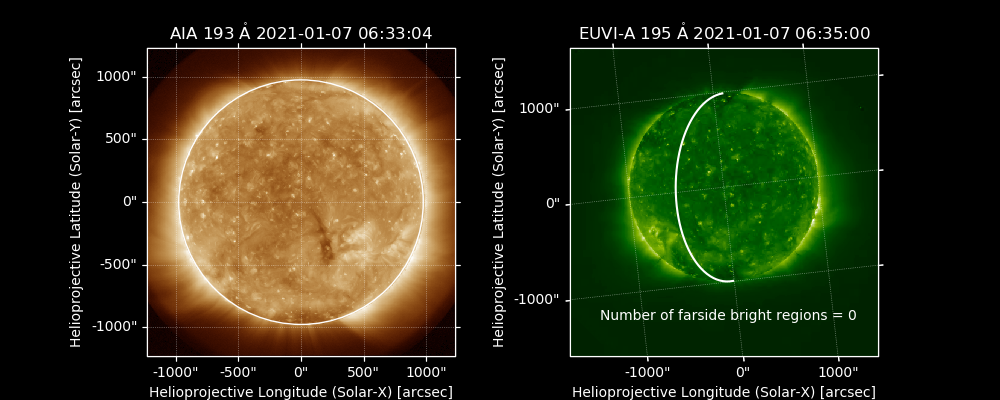 AIA 193 Å 2021-01-07 06:33:04
Helioprojective Latitude (Solar-Y) [arcsec]
1000"
500"
0"
-500"
-1000"
-1000" -500" 0" 500" 1000"
Helioprojective Longitude (Solar-X) [arcsec]
EUVI-A 195 Å 2021-01-07 06:35:00
Helioprojective Latitude (Solar-Y) [arcsec]
1000"
0"
-1000"
Number of farside bright regions = 0
-1000" 0" 1000"
Helioprojective Longitude (Solar-X) [arcsec]